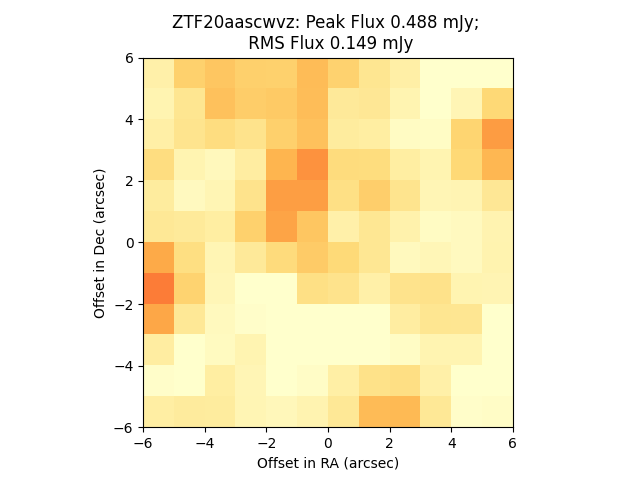 ZTF20aascwvz: Peak Flux 0.488 mJy;
RMS Flux 0.149 mJy
6
4
2
0
−2
−4
−6
Offset in Dec (arcsec)
−6 −4 −2 0 2 4 6
Offset in RA (arcsec)